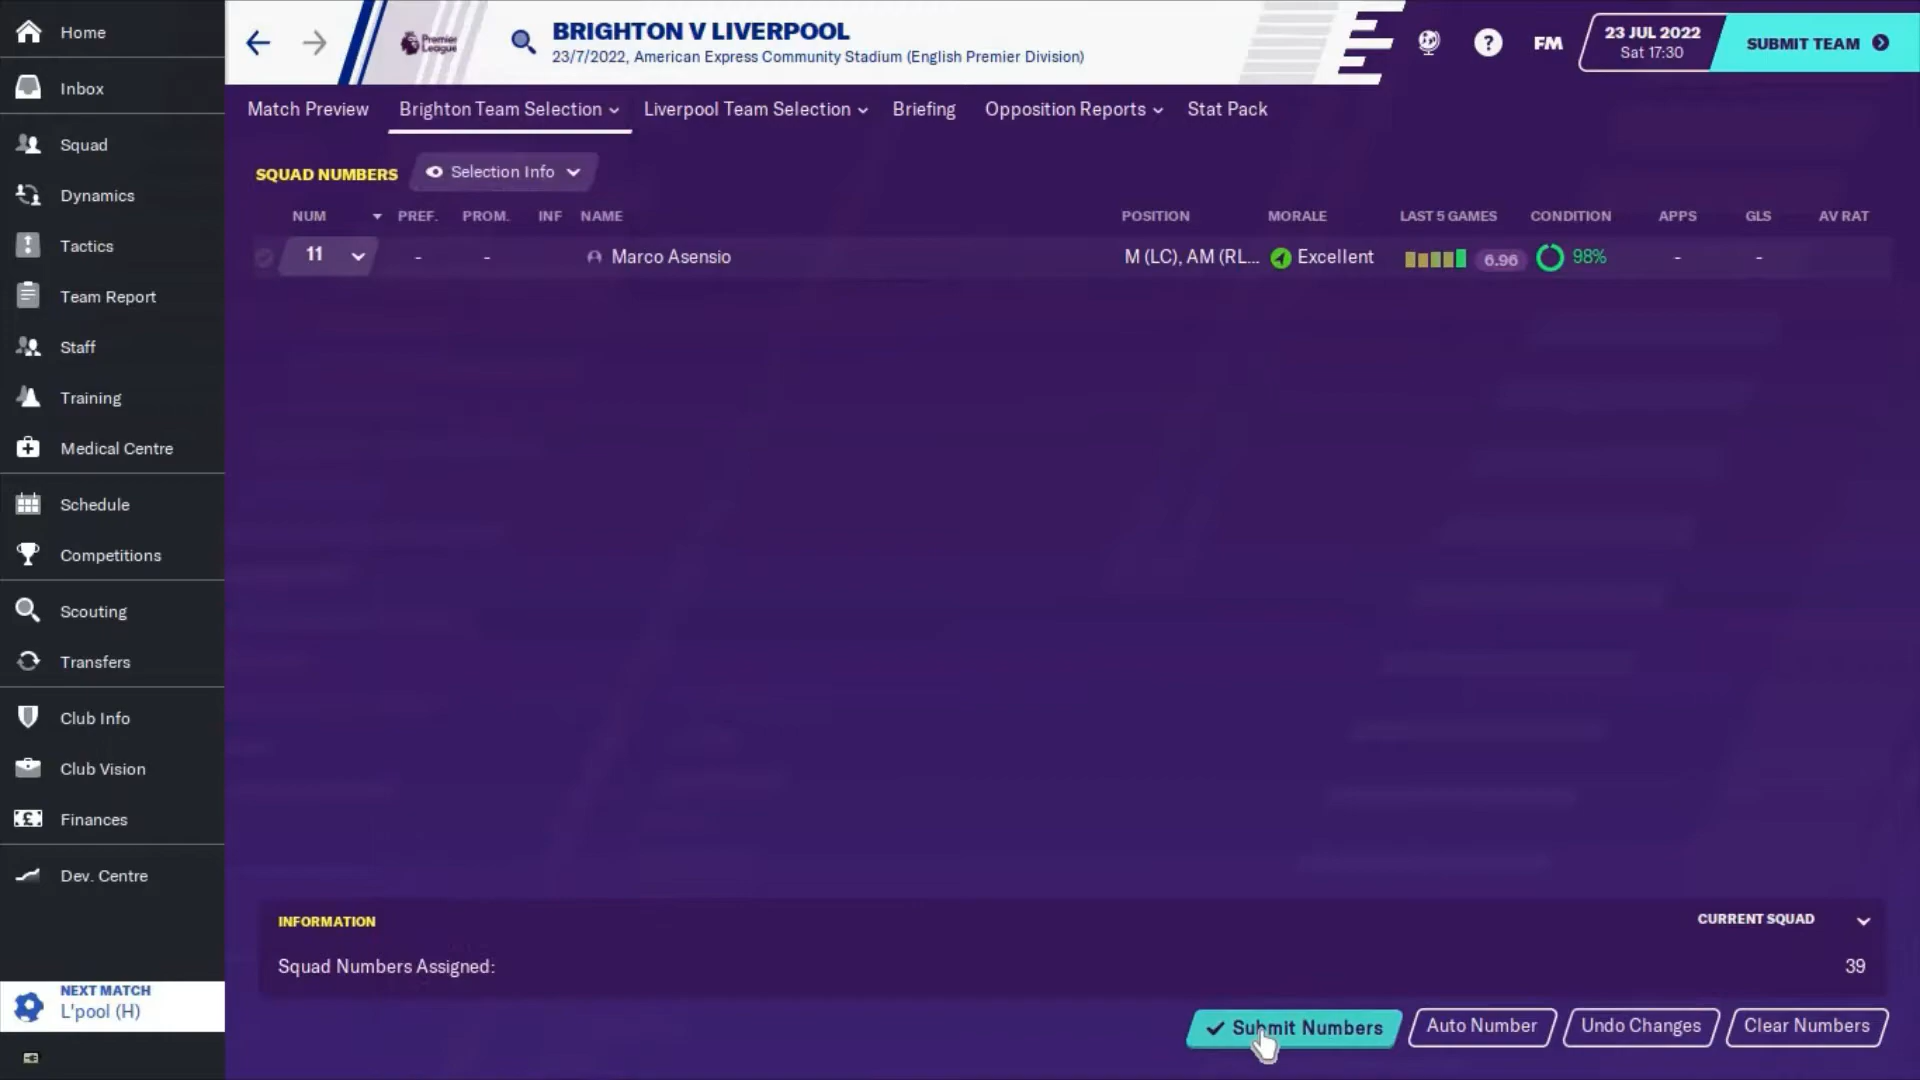 Home
Inbox
Squad
Dynamics
Tactics
Team Report
Staff
Training
Medical Centre
Schedule
Competitions
Scouting
Transfers
Club Info
Club Vision
Finances
Dev. Centre
NEXT MATCH
L'pool (H)
Premier League
BRIGHTON V LIVERPOOL
23/7/2022, American Express Community Stadium (English Premier Division)
? FM
23 JUL 2022
Sat 17:30
SUBMIT TEAM
Match Preview Brighton Team Selection Liverpool Team Selection Briefing Opposition Reports Stat Pack
SQUAD NUMBERS Selection Info
NUM PREF. PROM. INF NAME POSITION MORALE LAST 5 GAMES CONDITION APPS GLS AV RAT
11 - - Marco Asensio M (LC), AM (RL... Excellent 6.96 98% - -
INFORMATION CURRENT SQUAD
Squad Numbers Assigned: 39
Submit Numbers Auto Number Undo Changes Clear Numbers